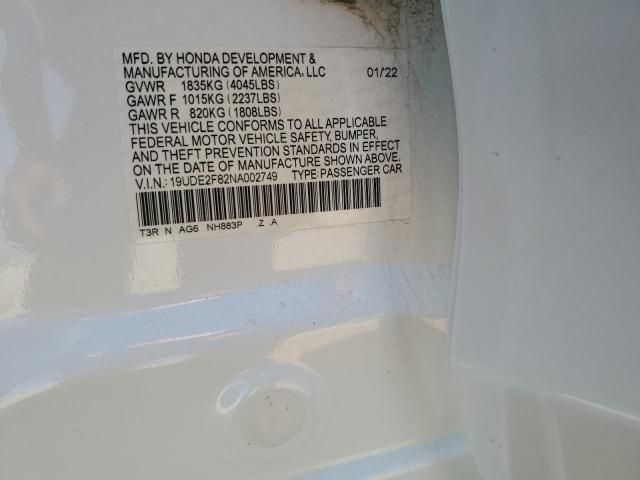 MFD. BY HONDA DEVELOPMENT &
MANUFACTURING OF AMERICA, LLC 01/22
GVWR 1835KG (4045LBS)
GAWR F 1015KG (2237LBS)
GAWR R 820KG (1808LBS)
THIS VEHICLE CONFORMS TO ALL APPLICABLE
FEDERAL MOTOR VEHICLE SAFETY, BUMPER,
AND THEFT PREVENTION STANDARDS IN EFFECT
ON THE DATE OF MANUFACTURE SHOWN ABOVE.
V.I.N.: 19UDE2F82NA002749 TYPE:PASSENGER CAR
T3R N AG6 NH883P .Z .A